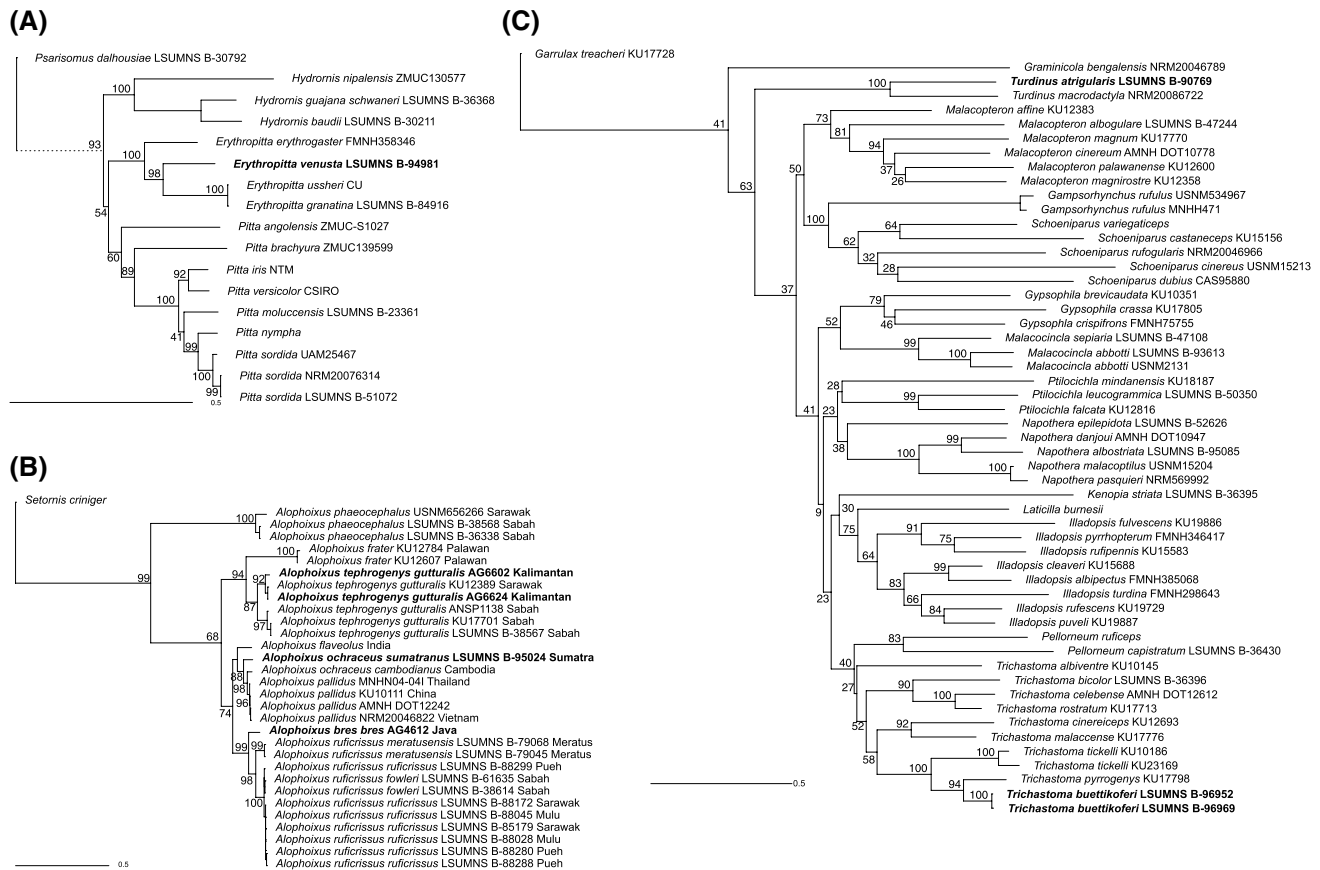 (A)
Psarisomus dalhousiae LSUMNS B-30792
Hydrornis nipalensis ZMUC130577
100
Hydrornis guajana schwaneri LSUMNS B-36368
Hydrornis baudii LSUMNS B-30211
93
Erythropitta erythrogaster FMNH358346
100
Erythropitta venusta LSUMNS B-94981
98
Erythropitta ussheri CU
100
Erythropitta granatina LSUMNS B-84916
54
Pitta angolensis ZMUC-S1027
Pitta brachyura ZMUC139599
60
89
Pitta iris NTM
92
Pitta versicolor CSIRO
100
Pitta moluccensis LSUMNS B-23361
Pitta nympha
41
99
Pitta sordida UAM25467
Pitta sordida NRM20076314
100
99
Pitta sordida LSUMNS B-51072
0.5
(B)
Setornis criniger
Alophoixus phaeocephalus USNM656266 Sarawak
100
Alophoixus phaeocephalus LSUMNS B-38568 Sabah
Alophoixus phaeocephalus LSUMNS B-36338 Sabah
Alophoixus frater KU12784 Palawan
100
Alophoixus frater KU12607 Palawan
99
94
Alophoixus tephrogenys gutturalis AG6602 Kalimantan
92
Alophoixus tephrogenys gutturalis KU12389 Sarawak
Alophoixus tephrogenys gutturalis AG6624 Kalimantan
87
Alophoixus tephrogenys gutturalis ANSP1138 Sabah
Alophoixus tephrogenys gutturalis KU17701 Sabah
97
Alophoixus tephrogenys gutturalis LSUMNS B-38567 Sabah
68
Alophoixus flaveolus India
Alophoixus ochraceus sumatranus LSUMNS B-95024 Sumatra
Alophoixus ochraceus cambodianus Cambodia
88
Alophoixus pallidus MNHN04-04I Thailand
98
Alophoixus pallidus KU10111 China
96
Alophoixus pallidus AMNH DOT12242
74
Alophoixus pallidus NRM20046822 Vietnam
Alophoixus bres bres AG4612 Java
99
99
Alophoixus ruficrissus meratusensis LSUMNS B-79068 Meratus
Alophoixus ruficrissus meratusensis LSUMNS B-79045 Meratus
Alophoixus ruficrissus ruficrissus LSUMNS B-88299 Pueh
98
Alophoixus ruficrissus fowleri LSUMNS B-61635 Sabah
Alophoixus ruficrissus fowleri LSUMNS B-38614 Sabah
100
Alophoixus ruficrissus ruficrissus LSUMNS B-88172 Sarawak
Alophoixus ruficrissus ruficrissus LSUMNS B-88045 Mulu
Alophoixus ruficrissus ruficrissus LSUMNS B-85179 Sarawak
Alophoixus ruficrissus ruficrissus LSUMNS B-88028 Mulu
Alophoixus ruficrissus ruficrissus LSUMNS B-88280 Pueh
Alophoixus ruficrissus ruficrissus LSUMNS B-88288 Pueh
0.5
(C)
Garrulax treacheri KU17728
Graminicola bengalensis NRM20046789
100
Turdinus atrigularis LSUMNS B-90769
Turdinus macrodactyla NRM20086722
41
Malacopteron affine KU12383
73
Malacopteron albogulare LSUMNS B-47244
81
Malacopteron magnum KU17770
94
Malacopteron cinereum AMNH DOT10778
37
Malacopteron palawanense KU12600
26
Malacopteron magnirostre KU12358
50
63
Gampsorhynchus rufulus USNM534967
Gampsorhynchus rufulus MNHH471
100
Schoeniparus variegaticeps
64
Schoeniparus castaneceps KU15156
62
Schoeniparus rufogularis NRM20046966
32
Schoeniparus cinereus USNM15213
28
Schoeniparus dubius CAS95880
37
Gypsophila brevicaudata KU10351
79
Gypsophila crassa KU17805
46
Gypsophla crispifrons FMNH75755
52
Malacocincla sepiaria LSUMNS B-47108
99
Malacocincla abbotti LSUMNS B-93613
100
Malacocincla abbotti USNM2131
Ptilocichla mindanensis KU18187
28
Ptilocichla leucogrammica LSUMNS B-50350
99
Ptilocichla falcata KU12816
41
23
Napothera epilepidota LSUMNS B-52626
Napothera danjoui AMNH DOT10947
99
38
Napothera albostriata LSUMNS B-95085
100
Napothera malacoptilus USNM15204
100
Napothera pasquieri NRM569992
Kenopia striata LSUMNS B-36395
9
30
Laticilla burnesii
75
Illadopsis fulvescens KU19886
91
Illadopsis pyrrhopterum FMNH346417
75
Illadopsis rufipennis KU15583
64
Illadopsis cleaveri KU15688
99
Illadopsis albipectus FMNH385068
83
Illadopsis turdina FMNH298643
66
Illadopsis rufescens KU19729
84
Illadopsis puveli KU19887
23
Pellorneum ruficeps
83
Pellorneum capistratum LSUMNS B-36430
40
Trichastoma albiventre KU10145
27
Trichastoma bicolor LSUMNS B-36396
90
Trichastoma celebense AMNH DOT12612
100
Trichastoma rostratum KU17713
52
Trichastoma cinereiceps KU12693
92
Trichastoma malaccense KU17776
58
Trichastoma tickelli KU10186
100
Trichastoma tickelli KU23169
100
Trichastoma pyrrogenys KU17798
94
Trichastoma buettikoferi LSUMNS B-96952
100
Trichastoma buettikoferi LSUMNS B-96969
0.5